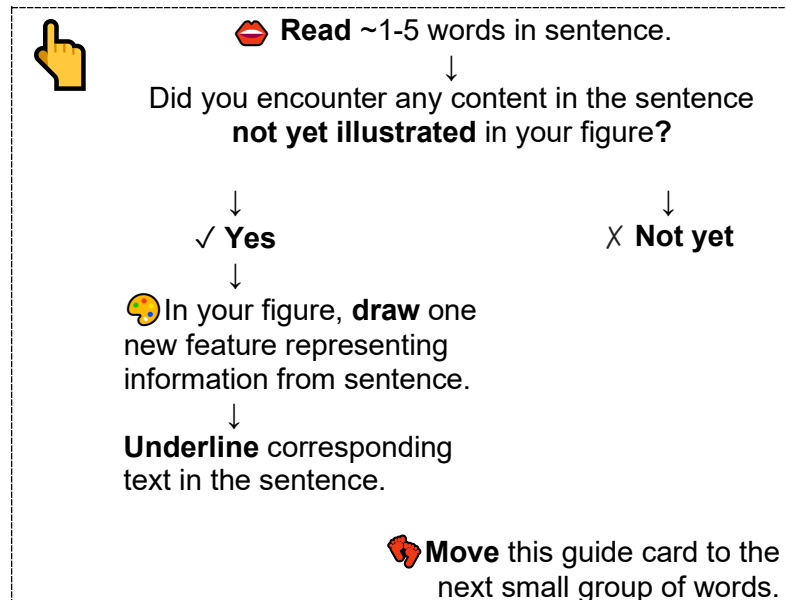 Read ~1-5 words in sentence.
↓
Did you encounter any content in the sentence
not yet illustrated in your figure?
↓ ↓
✓ Yes ✗ Not yet
↓
In your figure, draw one
new feature representing
information from sentence.
↓
Underline corresponding
text in the sentence.
Move this guide card to the
next small group of words.